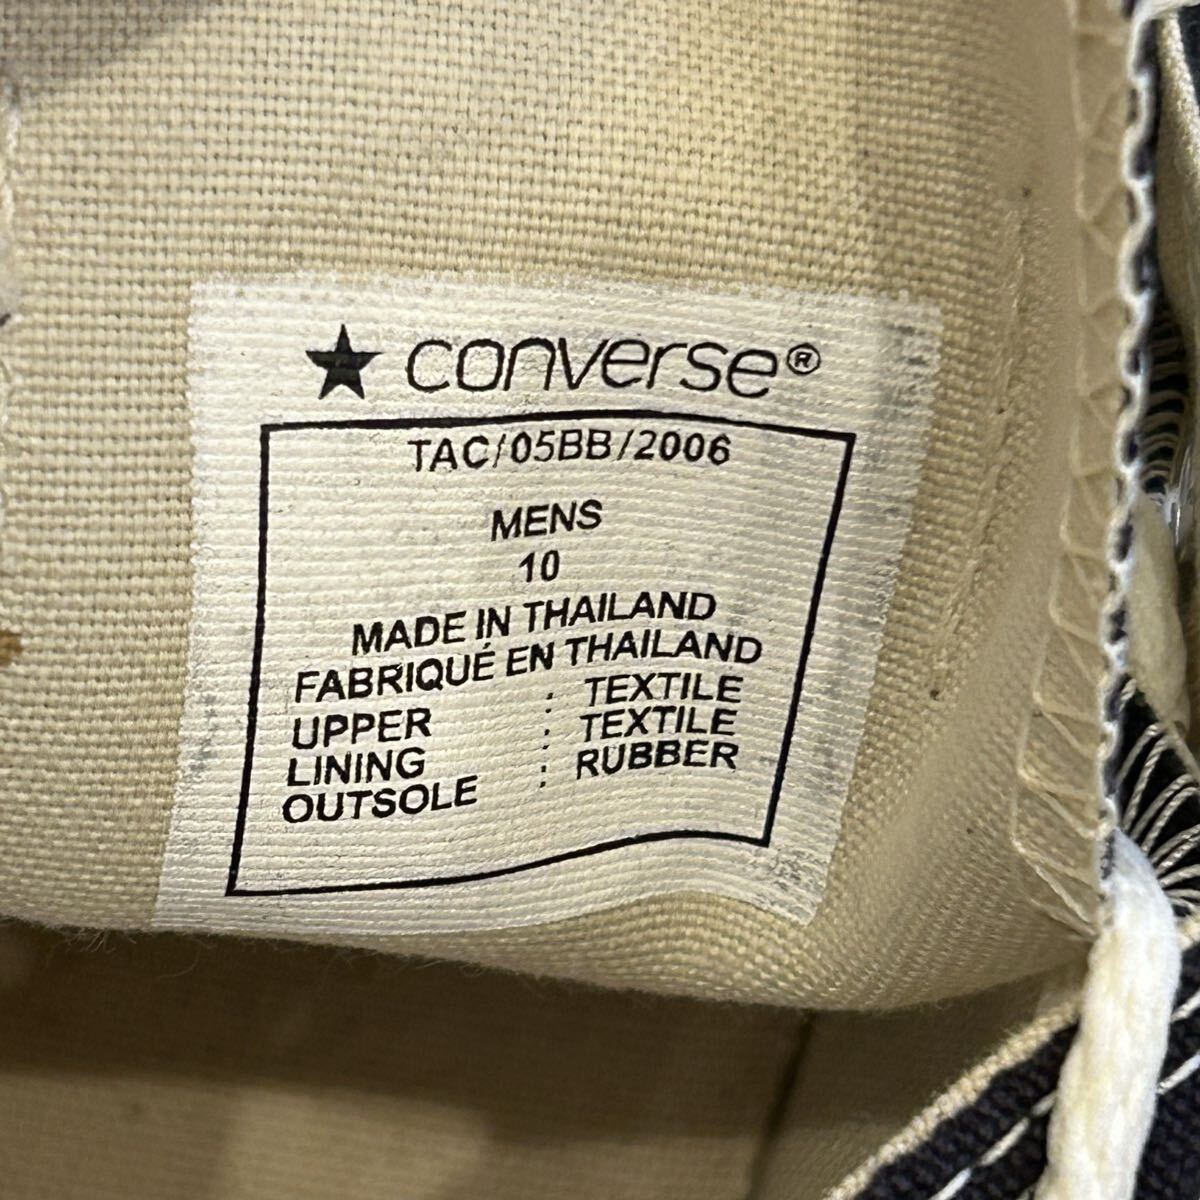 ★ converse®
TAC/05BB/2006
MENS
10
MADE IN THAILAND
FABRIQUÉ EN THAILAND
UPPER : TEXTILE
LINING : TEXTILE
OUTSOLE : RUBBER